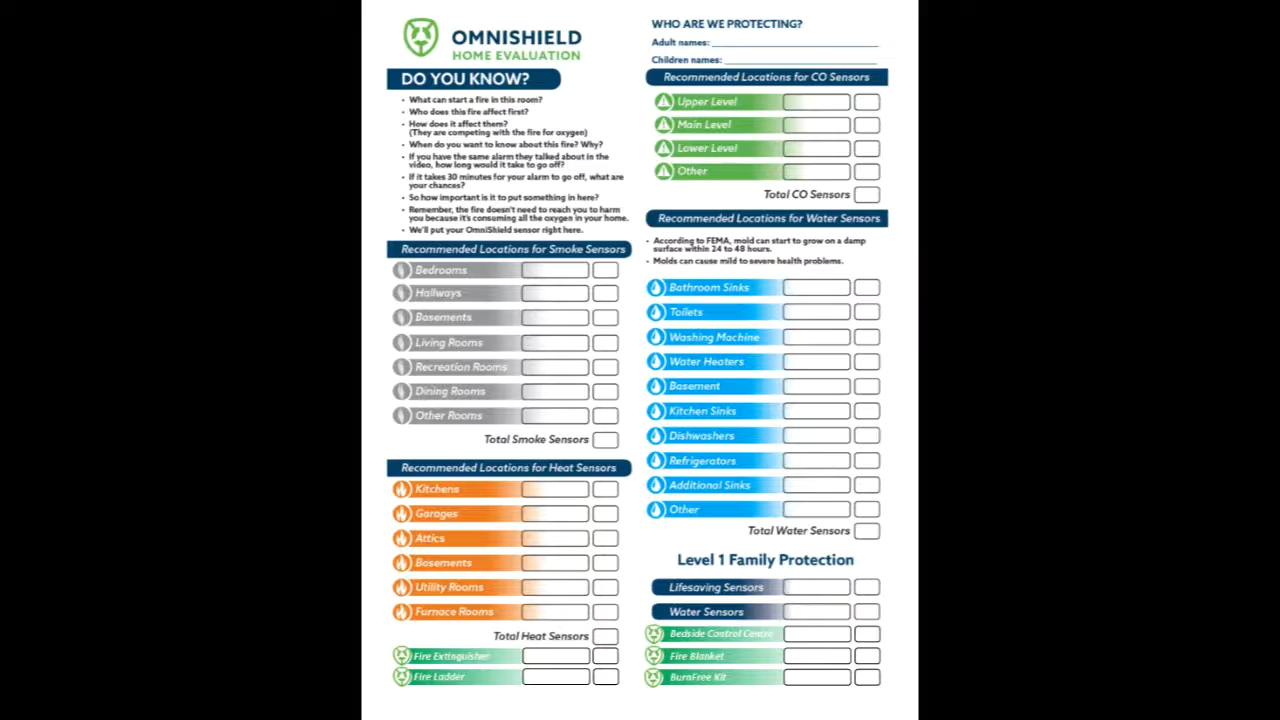 OMNISHIELD
HOME EVALUATION
DO YOU KNOW?
• What can start a fire in this room?
• Who does this fire affect first?
• How does it affect them?
(They are competing with the fire for oxygen)
• When do you want to know about this fire? Why?
• If you have the same alarm they talked about in the
video, how long would it take to go off?
• If it takes 30 minutes for your alarm to go off, what are
your chances?
• So how important is it to put something in here?
• Remember, the fire doesn't need to reach you to harm
you because it's consuming all the oxygen in your home.
• We'll put your OmniShield sensor right here.
Recommended Locations for Smoke Sensors
Bedrooms
Hallways
Basements
Living Rooms
Recreation Rooms
Dining Rooms
Other Rooms
Total Smoke Sensors
Recommended Locations for Heat Sensors
Kitchens
Garages
Attics
Basements
Utility Rooms
Furnace Rooms
Total Heat Sensors
Fire Extinguisher
Fire Ladder
WHO ARE WE PROTECTING?
Adult names:
Children names:
Recommended Locations for CO Sensors
Upper Level
Main Level
Lower Level
Other
Total CO Sensors
Recommended Locations for Water Sensors
• According to FEMA, mold can start to grow on a damp
surface within 24 to 48 hours.
• Molds can cause mild to severe health problems.
Bathroom Sinks
Toilets
Washing Machine
Water Heaters
Basement
Kitchen Sinks
Dishwashers
Refrigerators
Additional Sinks
Other
Total Water Sensors
Level 1 Family Protection
Lifesaving Sensors
Water Sensors
Bedside Control Centre
Fire Blanket
BurnFree Kit